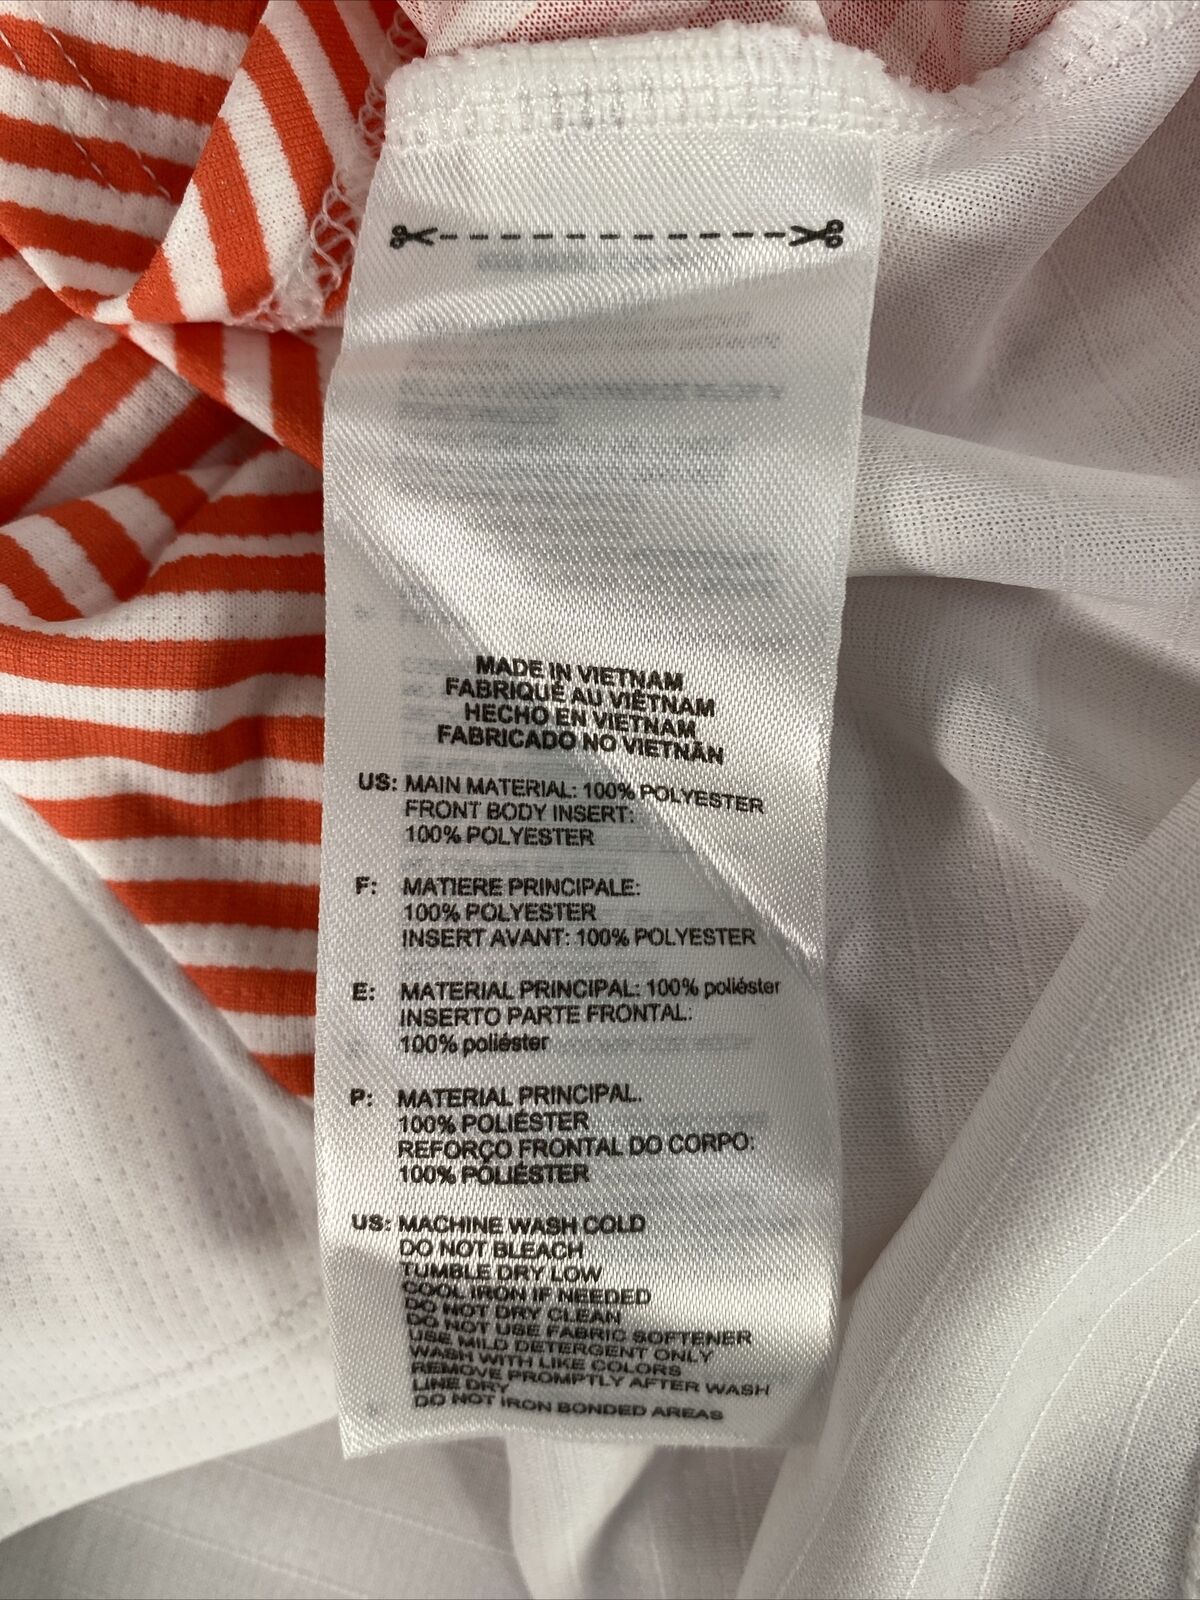 MADE IN VIETNAM
FABRIQUÉ AU VIÊTNAM
HECHO EN VIETNAM
FABRICADO NO VIETNÃN
US: MAIN MATERIAL: 100% POLYESTER
FRONT BODY INSERT:
100% POLYESTER
F: MATIERE PRINCIPALE:
100% POLYESTER
INSERT AVANT: 100% POLYESTER
E: MATERIAL PRINCIPAL: 100% poliéster
INSERTO PARTE FRONTAL:
100% poliéster
P: MATERIAL PRINCIPAL.
100% POLIÉSTER
REFORÇO FRONTAL DO CORPO:
100% POLIÉSTER
US: MACHINE WASH COLD
DO NOT BLEACH
TUMBLE DRY LOW
COOL IRON IF NEEDED
DO NOT DRY CLEAN
DO NOT USE FABRIC SOFTENER
USE MILD DETERGENT ONLY
WASH WITH LIKE COLORS
REMOVE PROMPTLY AFTER WASH
LINE DRY
DO NOT IRON BONDED AREAS